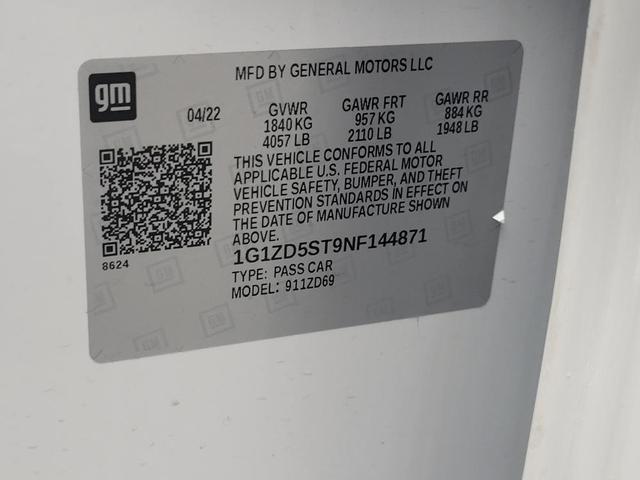 gm
MFD BY GENERAL MOTORS LLC
04/22 GVWR GAWR FRT GAWR RR
1840 KG 957 KG 884 KG
4057 LB 2110 LB 1948 LB
THIS VEHICLE CONFORMS TO ALL
APPLICABLE U.S. FEDERAL MOTOR
VEHICLE SAFETY, BUMPER, AND THEFT
PREVENTION STANDARDS IN EFFECT ON
THE DATE OF MANUFACTURE SHOWN
ABOVE.
8624
1G1ZD5ST9NF144871
TYPE: PASS CAR
MODEL: 911ZD69